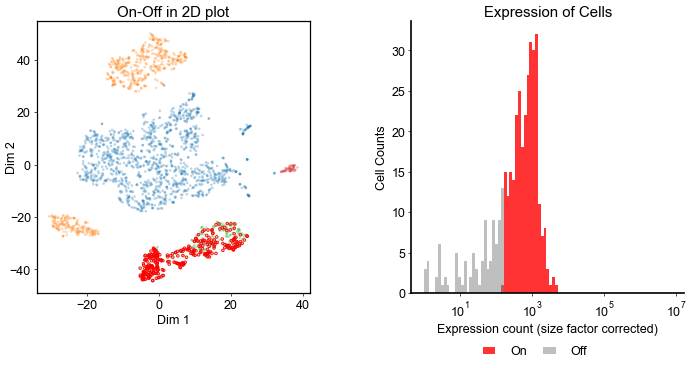 On-Off in 2D plot
Dim 2
40
20
0
−20
−40
−20 0 20 40
Dim 1
Expression of Cells
Cell Counts
30
25
20
15
10
5
0
10^1 10^3 10^5 10^7
Expression count (size factor corrected)
On Off